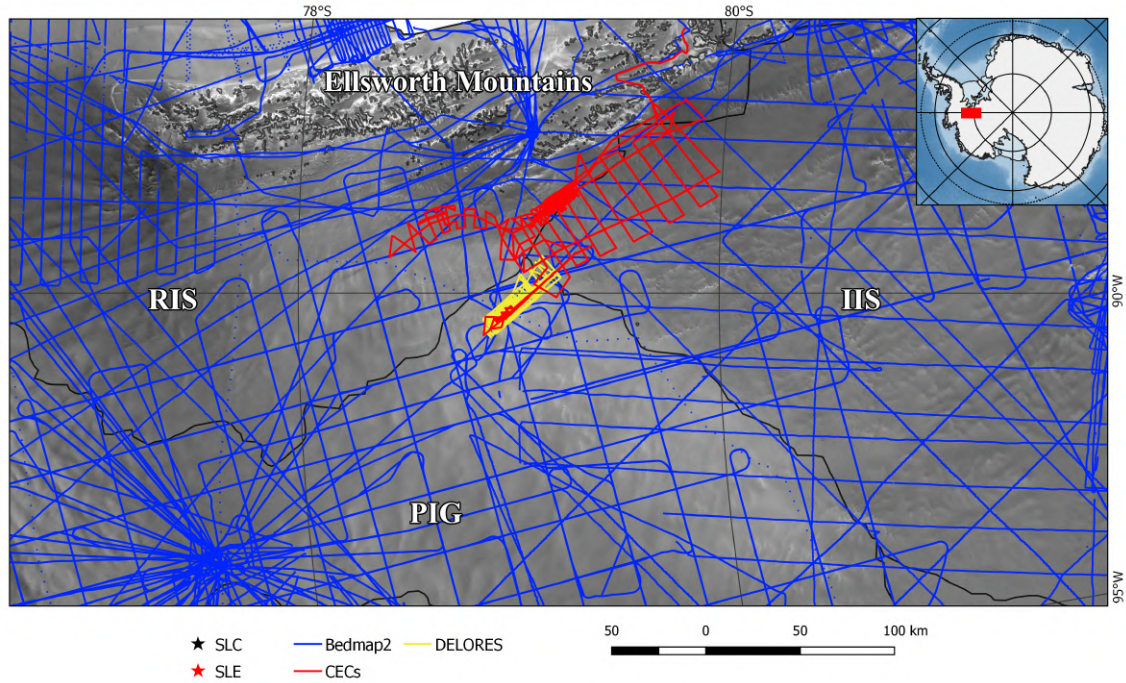 78°S 80°S
Ellsworth Mountains
RIS IIS
90°W
PIG
95°W
★ SLC Bedmap2 DELORES
★ SLE CECs
50 0 50 100 km